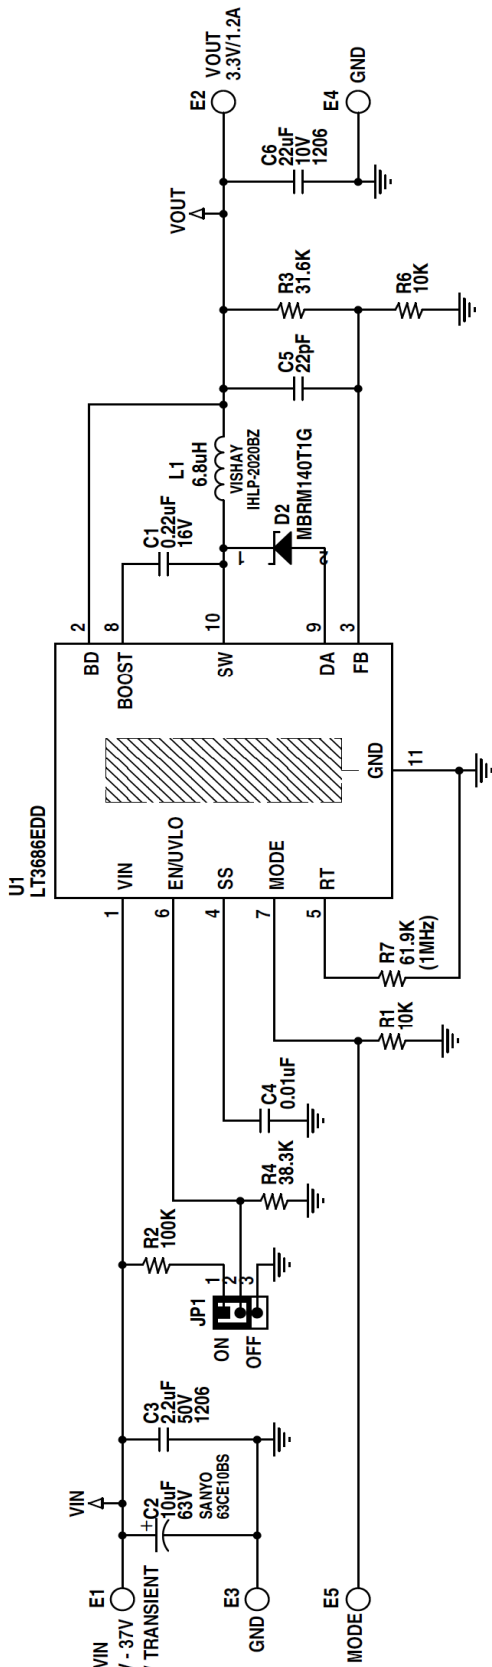 E1
VIN
V - 37V
TRANSIENT
VIN
+
C2
10uF
63V
SANYO
63CE10BS
C3
2.2uF
50V
1206
E3
GND
E5
MODE
JP1
ON
OFF
1
2
3
R2
100K
R4
38.3K
C4
0.01uF
R1
10K
R7
61.9K
(1MHz)
U1
LT3686EDD
1
VIN
6
EN/UVLO
4
SS
7
MODE
5
RT
GND
11
2
BD
8
BOOST
10
SW
9
DA
3
FB
C1
0.22uF
16V
L1
6.8uH
VISHAY
IHLP-2020BZ
1
D2
MBRM140T1G
2
C5
22pF
R3
31.6K
R6
10K
VOUT
C6
22uF
10V
1206
E2
VOUT
3.3V/1.2A
E4
GND